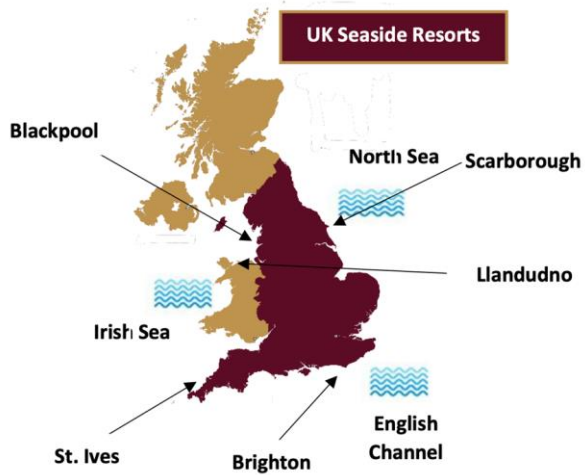 UK Seaside Resorts
Blackpool
North Sea
Scarborough
Llandudno
Irish Sea
St. Ives
Brighton
English
Channel